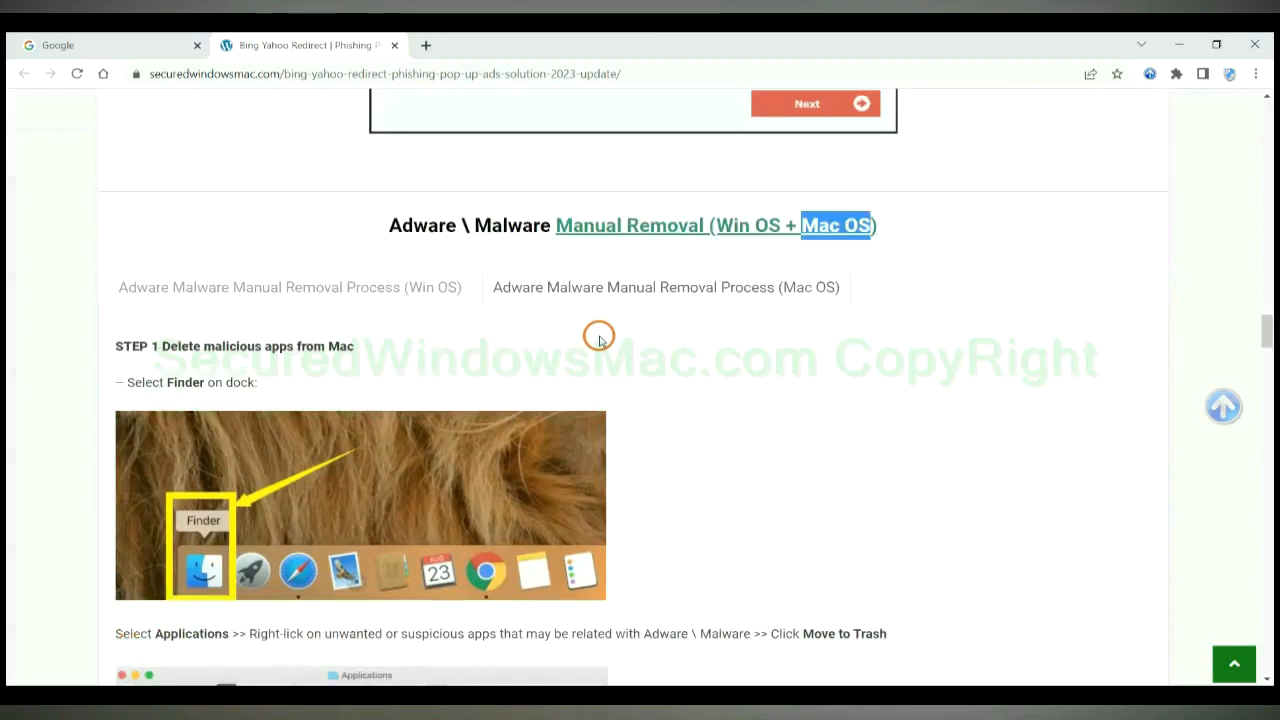 Google
Bing Yahoo Redirect | Phishing P
securedwindowsmac.com/bing-yahoo-redirect-phishing-pop-up-ads-solution-2023-update/
Next
Adware \ Malware Manual Removal (Win OS + Mac OS)
Adware Malware Manual Removal Process (Win OS)
Adware Malware Manual Removal Process (Mac OS)
STEP 1 Delete malicious apps from Mac
SecuredWindowsMac.com CopyRight
– Select Finder on dock:
Finder
AUG
23
Select Applications >> Right-lick on unwanted or suspicious apps that may be related with Adware \ Malware >> Click Move to Trash
Applications